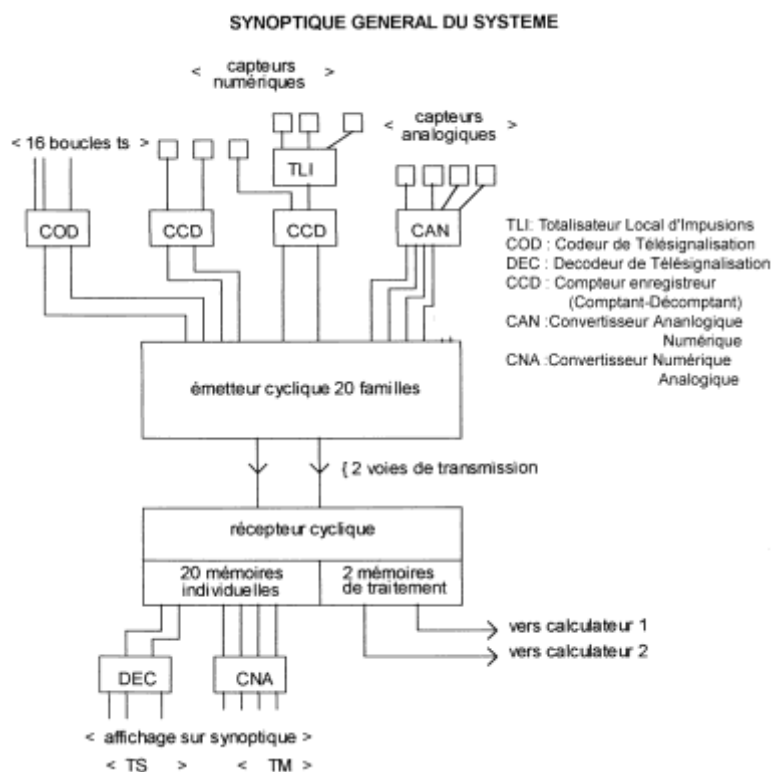 SYNOPTIQUE GENERAL DU SYSTEME
< capteurs >
numériques
< capteurs >
analogiques
< 16 boucles ts >
TLI
COD
CCD
CCD
CAN
TLI: Totalisateur Local d'Impusions
COD : Codeur de Télésignalisation
DEC : Decodeur de Télésignalisation
CCD : Compteur enregistreur
(Comptant-Décomptant)
CAN :Convertisseur Ananlogique
Numérique
CNA :Convertisseur Numérique
Analogique
émetteur cyclique 20 familles
{ 2 voies de transmission
récepteur cyclique
20 mémoires
individuelles
2 mémoires
de traitement
vers calculateur 1
vers calculateur 2
DEC
CNA
< affichage sur synoptique >
< TS > < TM >